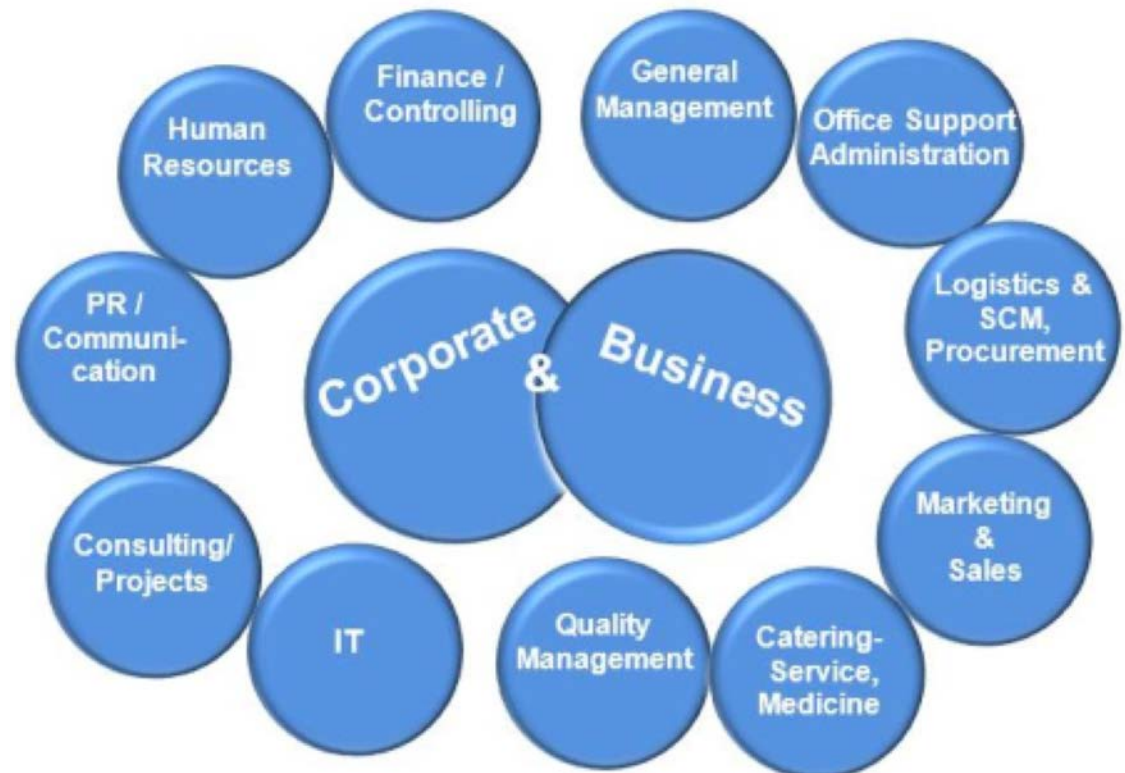 Finance /
Controlling
General
Management
Human
Resources
Office Support
Administration
PR /
Communi-
cation
Corporate
&
Business
Logistics &
SCM,
Procurement
Consulting/
Projects
Marketing
&
Sales
IT
Quality
Management
Catering-
Service,
Medicine